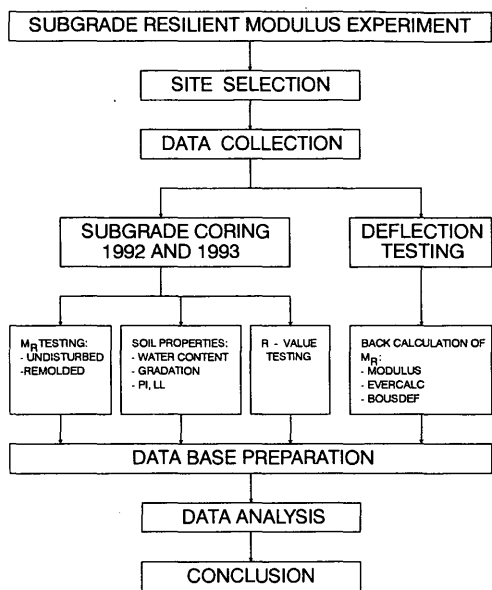 SUBGRADE RESILIENT MODULUS EXPERIMENT
SITE SELECTION
DATA COLLECTION
SUBGRADE CORING
1992 AND 1993
DEFLECTION
TESTING
MR TESTING:
- UNDISTURBED
-REMOLDED
SOIL PROPERTIES:
- WATER CONTENT
- GRADATION
- PI, LL
R - VALUE
TESTING
BACK CALCULATION OF
MR:
- MODULUS
- EVERCALC
- BOUSDEF
DATA BASE PREPARATION
DATA ANALYSIS
CONCLUSION